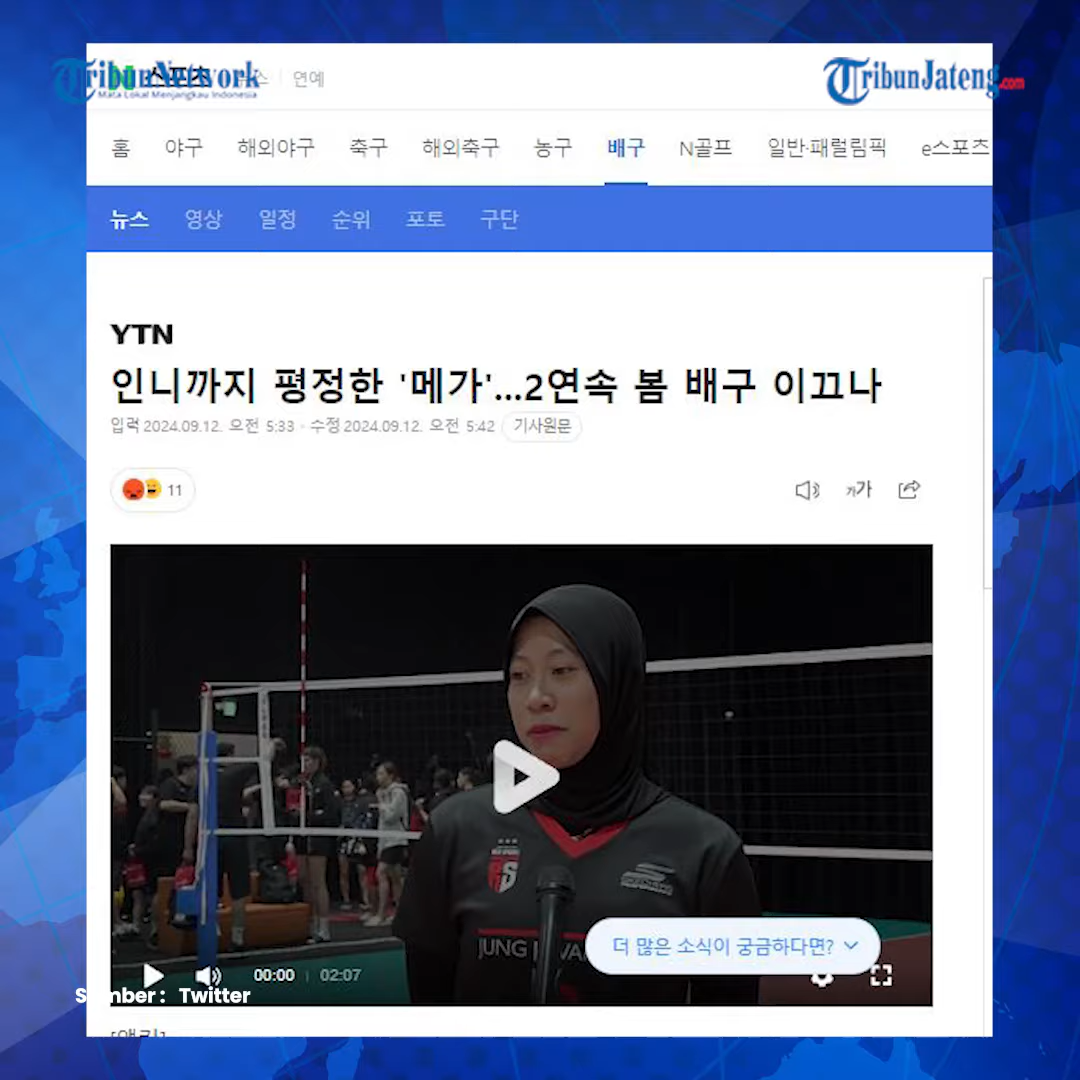 TribunNetwork
Mata Lokal Menjangkau Indonesia
스포츠 연예
TribunJateng.com
홈 야구 해외야구 축구 해외축구 농구 배구 N골프 일반·패럴림픽 e스포츠
뉴스 영상 일정 순위 포토 구단
YTN
인니까지 평정한 '메가'...2연속 봄 배구 이끄나
입력 2024.09.12. 오전 5:33 · 수정 2024.09.12. 오전 5:42 기사원문
11
가가
JUNG
더 많은 소식이 궁금하다면?
00:00 | 02:07
Sumber: Twitter